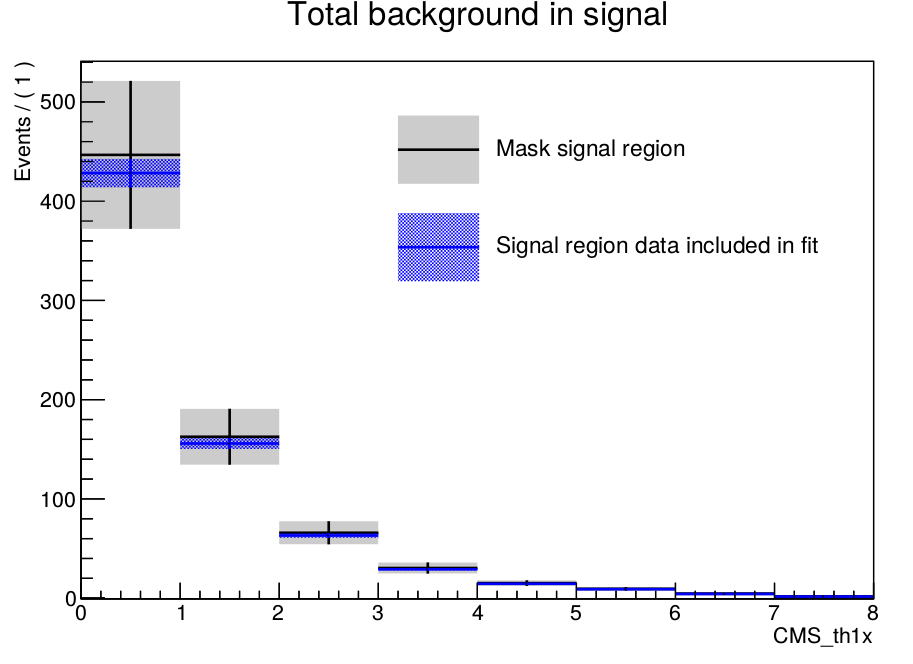 Total background in signal
Events / ( 1 )
500
400
300
200
100
0
Mask signal region
Signal region data included in fit
0 1 2 3 4 5 6 7 8
CMS_th1x